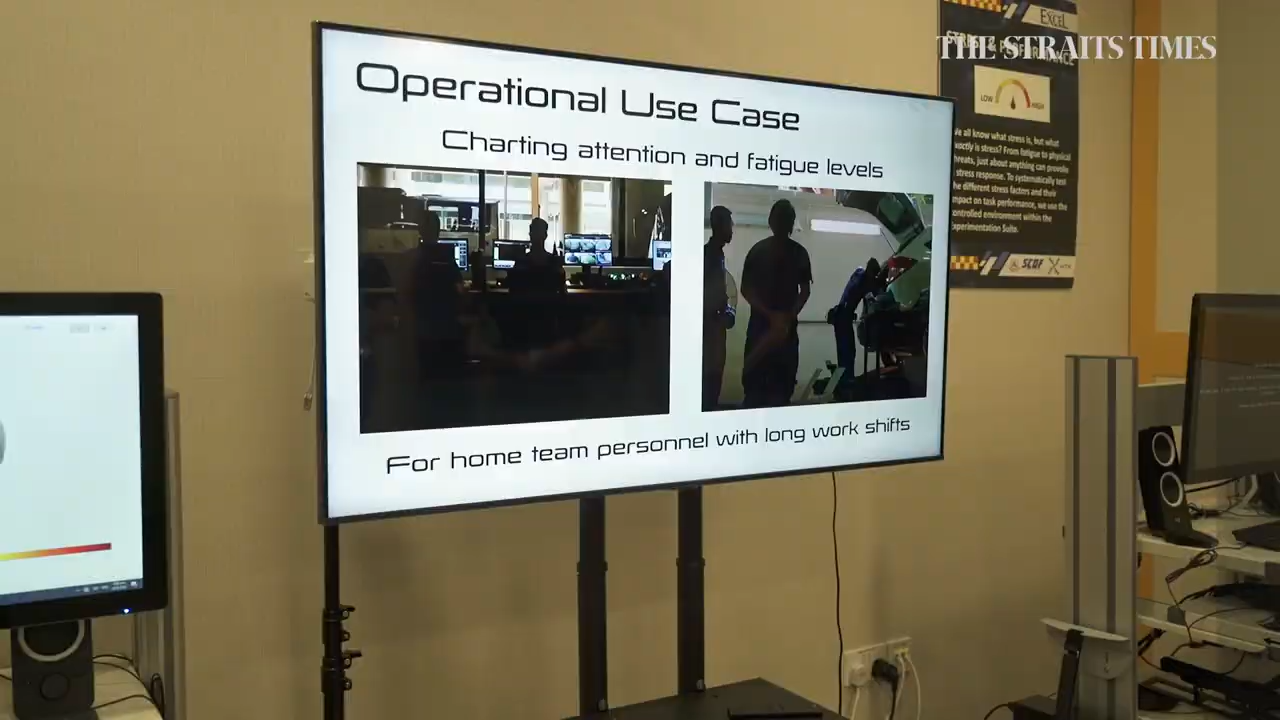 THE STRAITS TIMES
Operational Use Case
Charting attention and fatigue levels
For home team personnel with long work shifts
EXCEL
LOW
HIGH
We all know what stress is, but what
exactly is stress? From fatigue to physical
threats, just about anything can provoke
stress response. To systematically test
the different stress factors and their
impact on task performance, we use the
controlled environment within the
Experimentation Suite.
SCDF